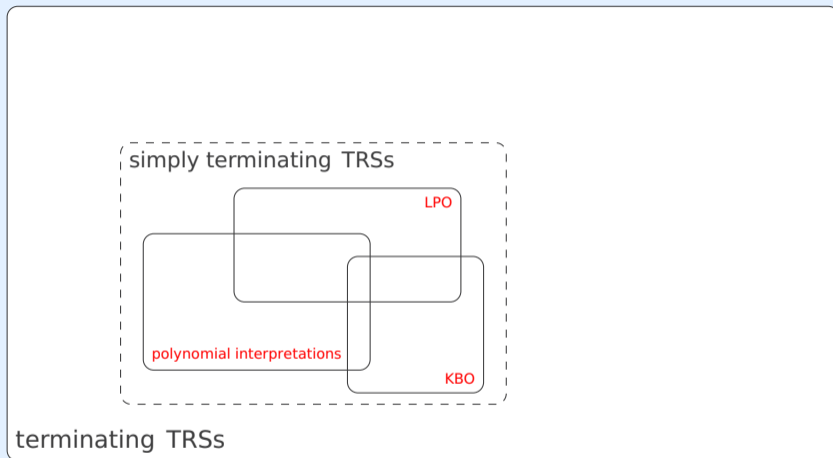 simply terminating TRSs
LPO
polynomial interpretations
KBO
terminating TRSs